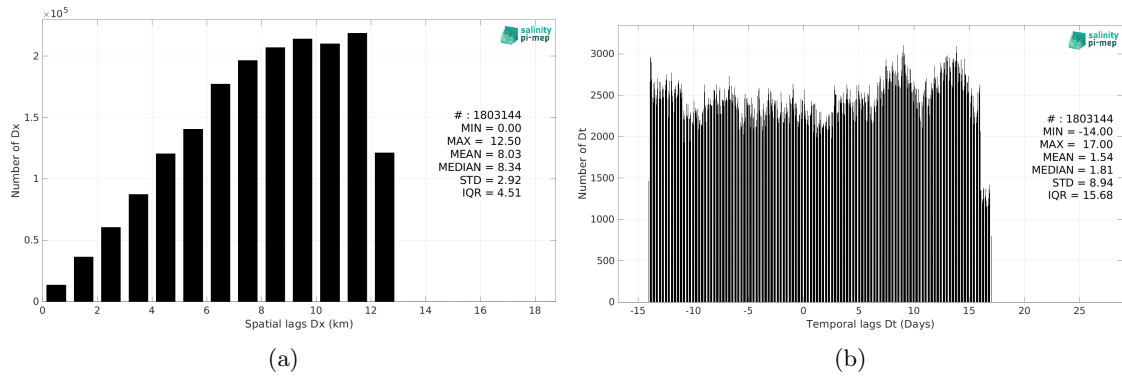 ×10⁵
salinity
pi-mep
2
1.5
1
0.5
0
Number of Dx
# : 1803144
MIN = 0.00
MAX = 12.50
MEAN = 8.03
MEDIAN = 8.34
STD = 2.92
IQR = 4.51
0 2 4 6 8 10 12 14 16 18
Spatial lags Dx (km)
(a)
salinity
pi-mep
3000
2500
2000
1500
1000
500
0
Number of Dt
# : 1803144
MIN = -14.00
MAX = 17.00
MEAN = 1.54
MEDIAN = 1.81
STD = 8.94
IQR = 15.68
-15 -10 -5 0 5 10 15 20 25
Temporal lags Dt (Days)
(b)